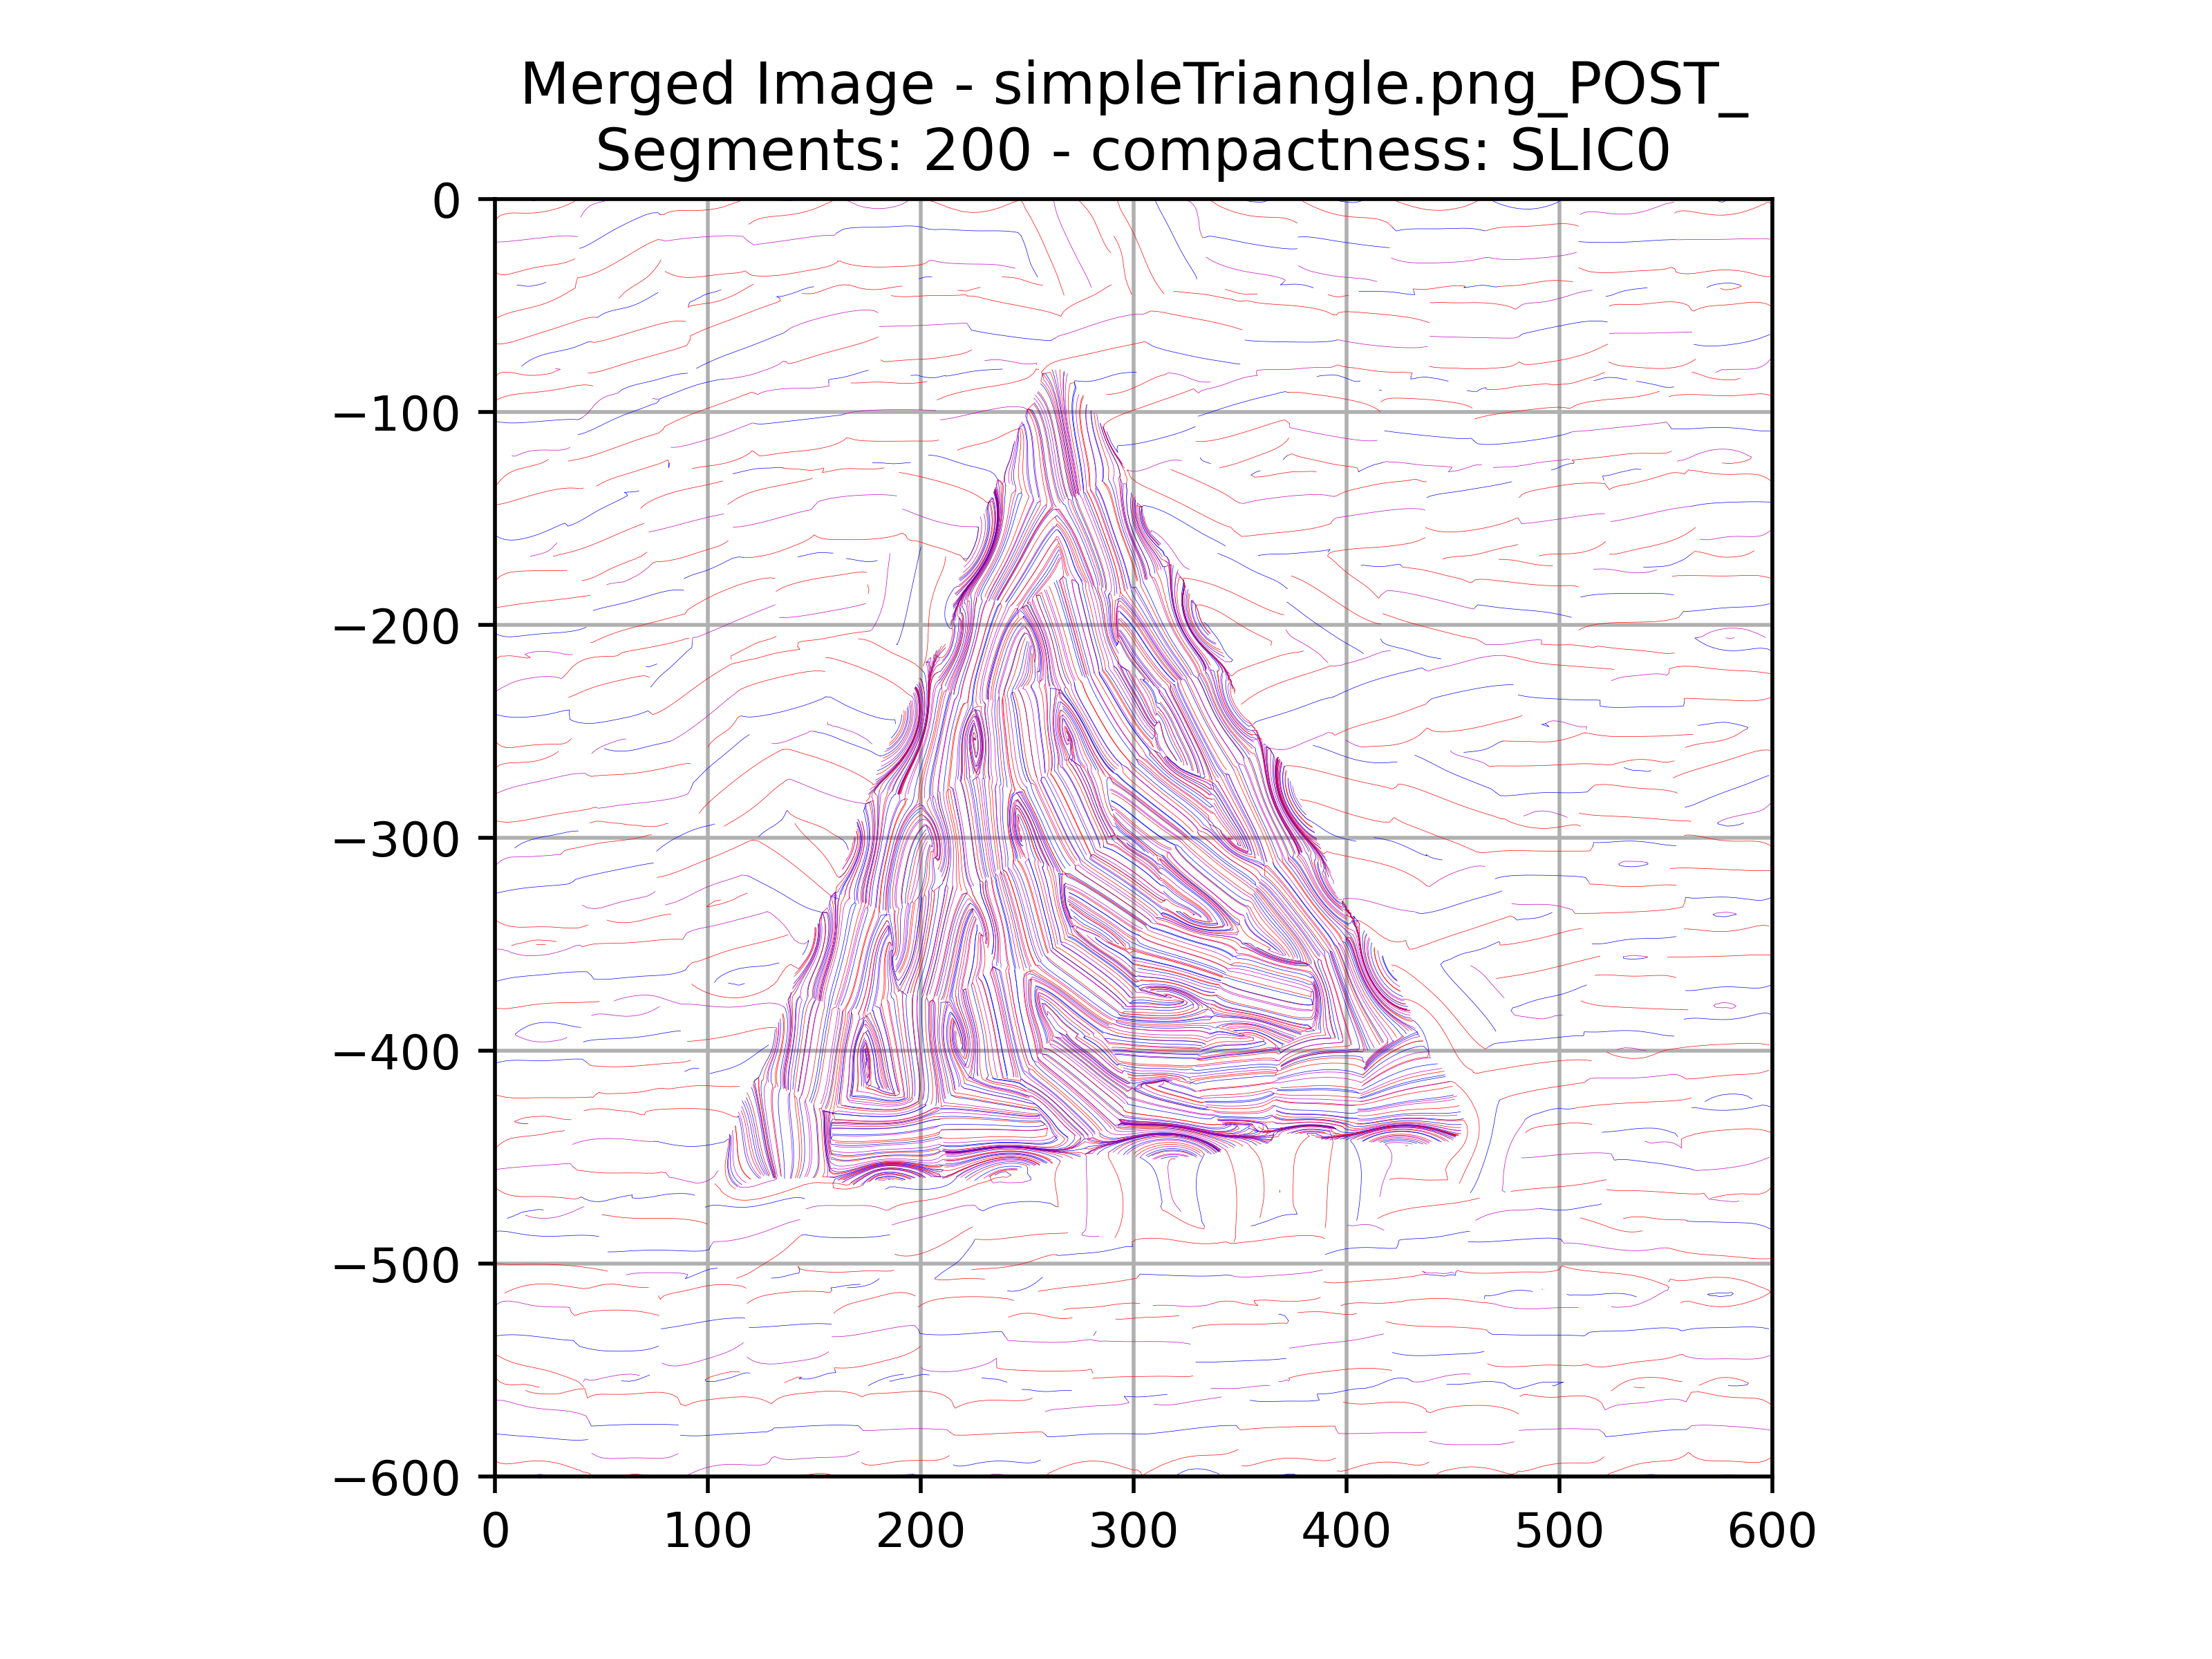 Merged Image - simpleTriangle.png_POST_
Segments: 200 - compactness: SLIC0
0
−100
−200
−300
−400
−500
−600
0 100 200 300 400 500 600